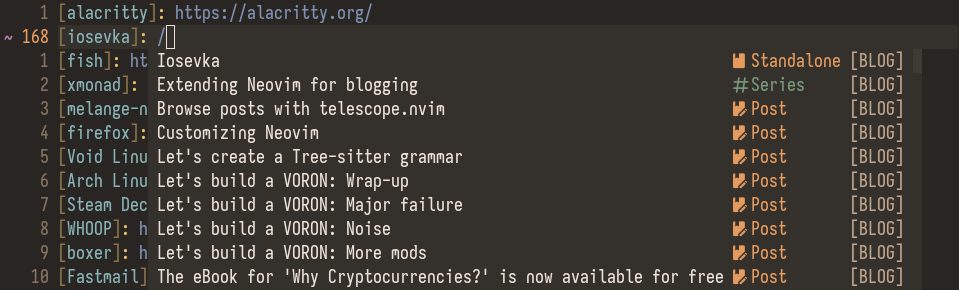 1 [alacritty]: https://alacritty.org/
~ 168 [iosevka]: /
1 [fish]: ht Iosevka Standalone [BLOG]
2 [xmonad]: Extending Neovim for blogging Series [BLOG]
3 [melange-n Browse posts with telescope.nvim Post [BLOG]
4 [firefox]: Customizing Neovim Post [BLOG]
5 [Void Linu Let's create a Tree-sitter grammar Post [BLOG]
6 [Arch Linu Let's build a VORON: Wrap-up Post [BLOG]
7 [Steam Dec Let's build a VORON: Major failure Post [BLOG]
8 [WHOOP]: h Let's build a VORON: Noise Post [BLOG]
9 [boxer]: h Let's build a VORON: More mods Post [BLOG]
10 [Fastmail] The eBook for 'Why Cryptocurrencies?' is now available for free Post [BLOG]